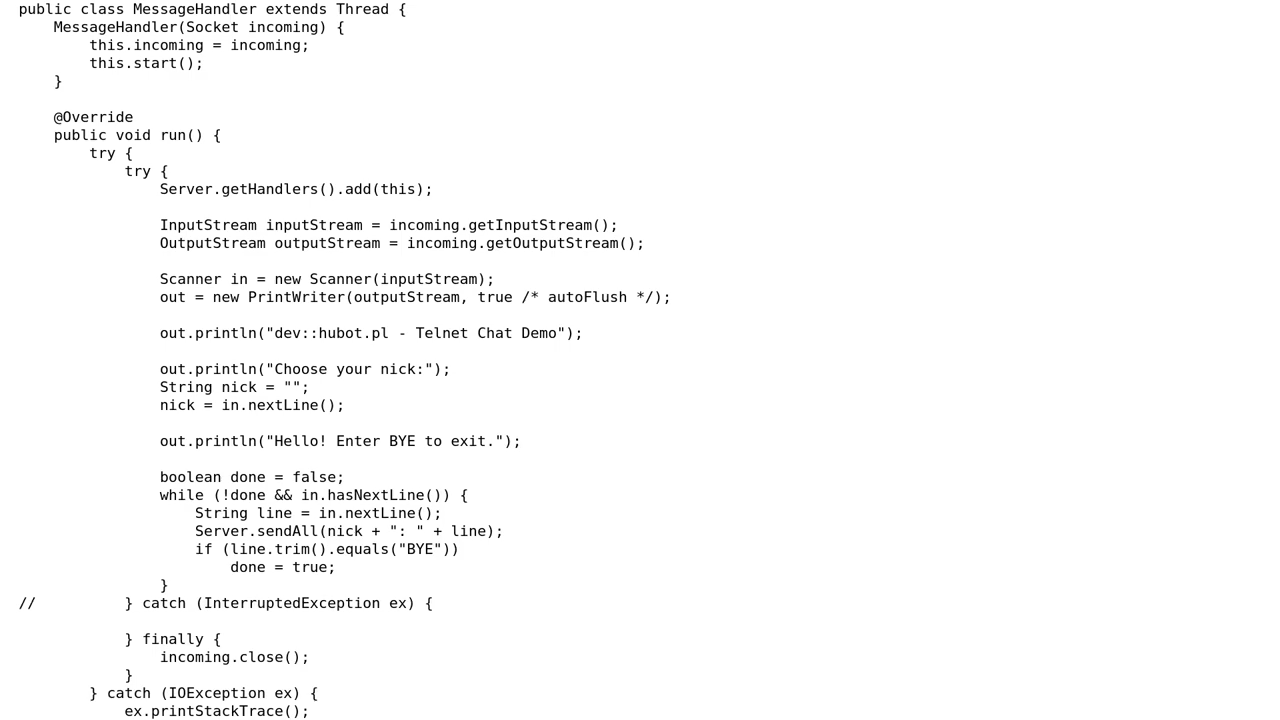 public class MessageHandler extends Thread {
    MessageHandler(Socket incoming) {
        this.incoming = incoming;
        this.start();
    }

    @Override
    public void run() {
        try {
            try {
                Server.getHandlers().add(this);

                InputStream inputStream = incoming.getInputStream();
                OutputStream outputStream = incoming.getOutputStream();

                Scanner in = new Scanner(inputStream);
                out = new PrintWriter(outputStream, true /* autoFlush */);

                out.println("dev::hubot.pl - Telnet Chat Demo");

                out.println("Choose your nick:");
                String nick = "";
                nick = in.nextLine();

                out.println("Hello! Enter BYE to exit.");

                boolean done = false;
                while (!done && in.hasNextLine()) {
                    String line = in.nextLine();
                    Server.sendAll(nick + ": " + line);
                    if (line.trim().equals("BYE"))
                        done = true;
                }
//          } catch (InterruptedException ex) {

            } finally {
                incoming.close();
            }
        } catch (IOException ex) {
            ex.printStackTrace();